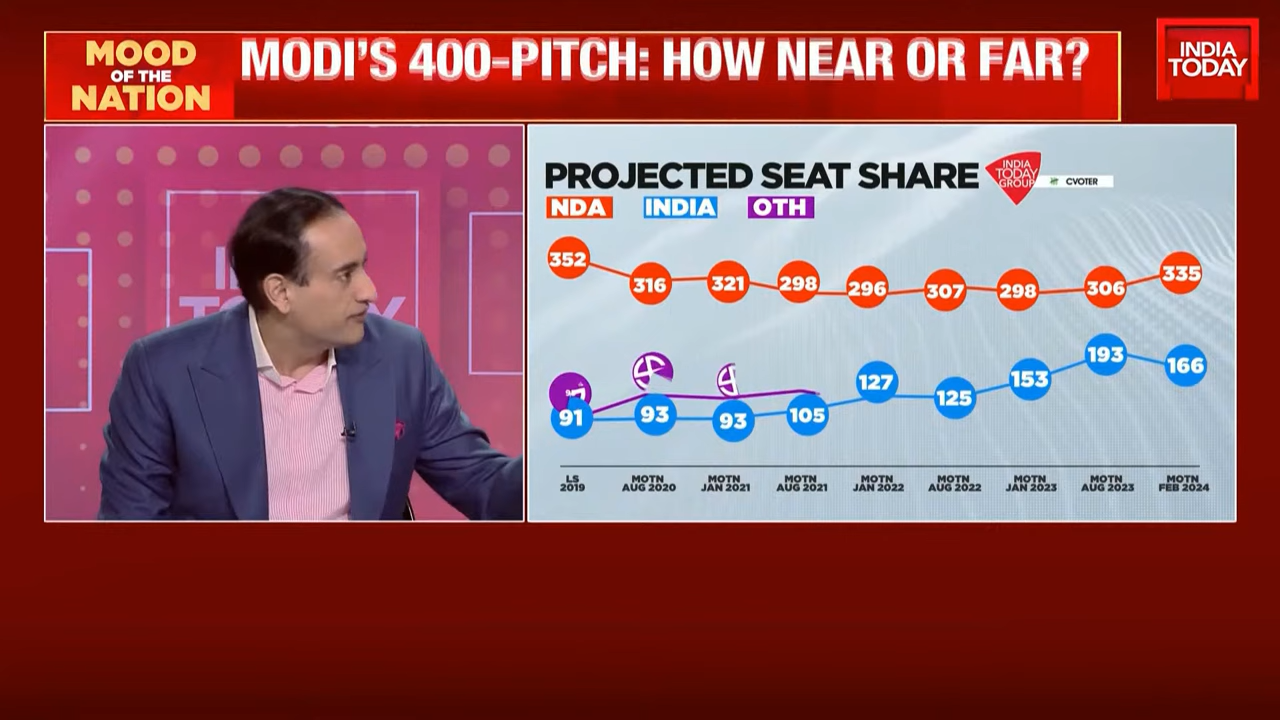 MOOD
OF THE
NATION
MODI'S 400-PITCH: HOW NEAR OR FAR?
INDIA
TODAY
PROJECTED SEAT SHARE
INDIA
TODAY
GROUP
CVOTER
NDA
INDIA
OTH
352
316
321
298
296
307
298
306
335
91
93
93
105
127
125
153
193
166
LS
2019
MOTN
AUG 2020
MOTN
JAN 2021
MOTN
AUG 2021
MOTN
JAN 2022
MOTN
AUG 2022
MOTN
JAN 2023
MOTN
AUG 2023
MOTN
FEB 2024